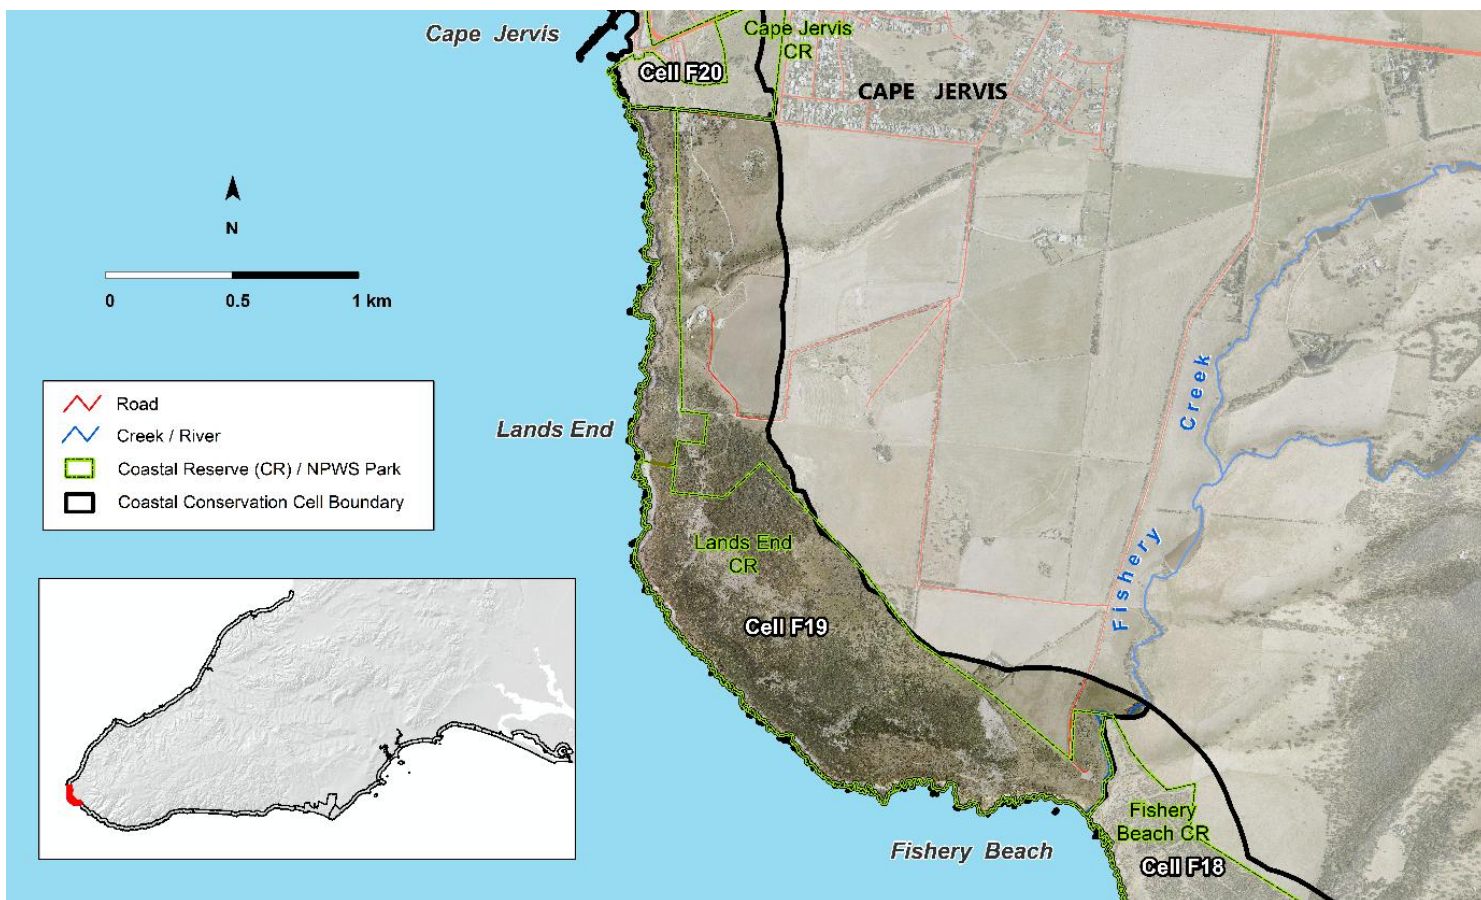 Cape Jervis
Cape Jervis
CR
Cell F20
CAPE JERVIS
N
0 0.5 1 km
Road
Creek / River
Coastal Reserve (CR) / NPWS Park
Coastal Conservation Cell Boundary
Lands End
Lands End
CR
Cell F19
Fishery Creek
Fishery Beach
Fishery
Beach CR
Cell F18